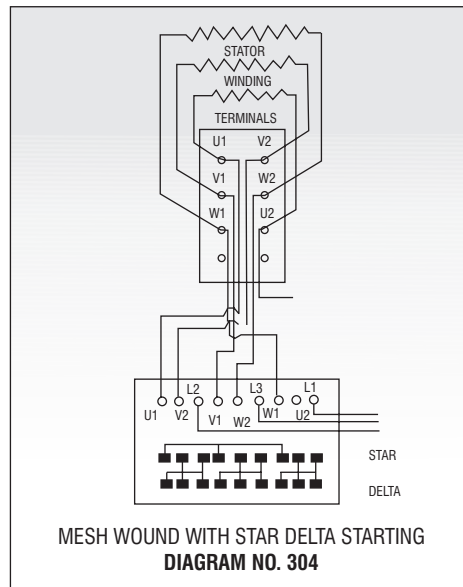 STATOR
WINDING
TERMINALS
U1 V2
V1 W2
W1 U2
L2 L3 L1
U1 V2 V1 W2 W1 U2
STAR
DELTA
MESH WOUND WITH STAR DELTA STARTING
DIAGRAM NO. 304